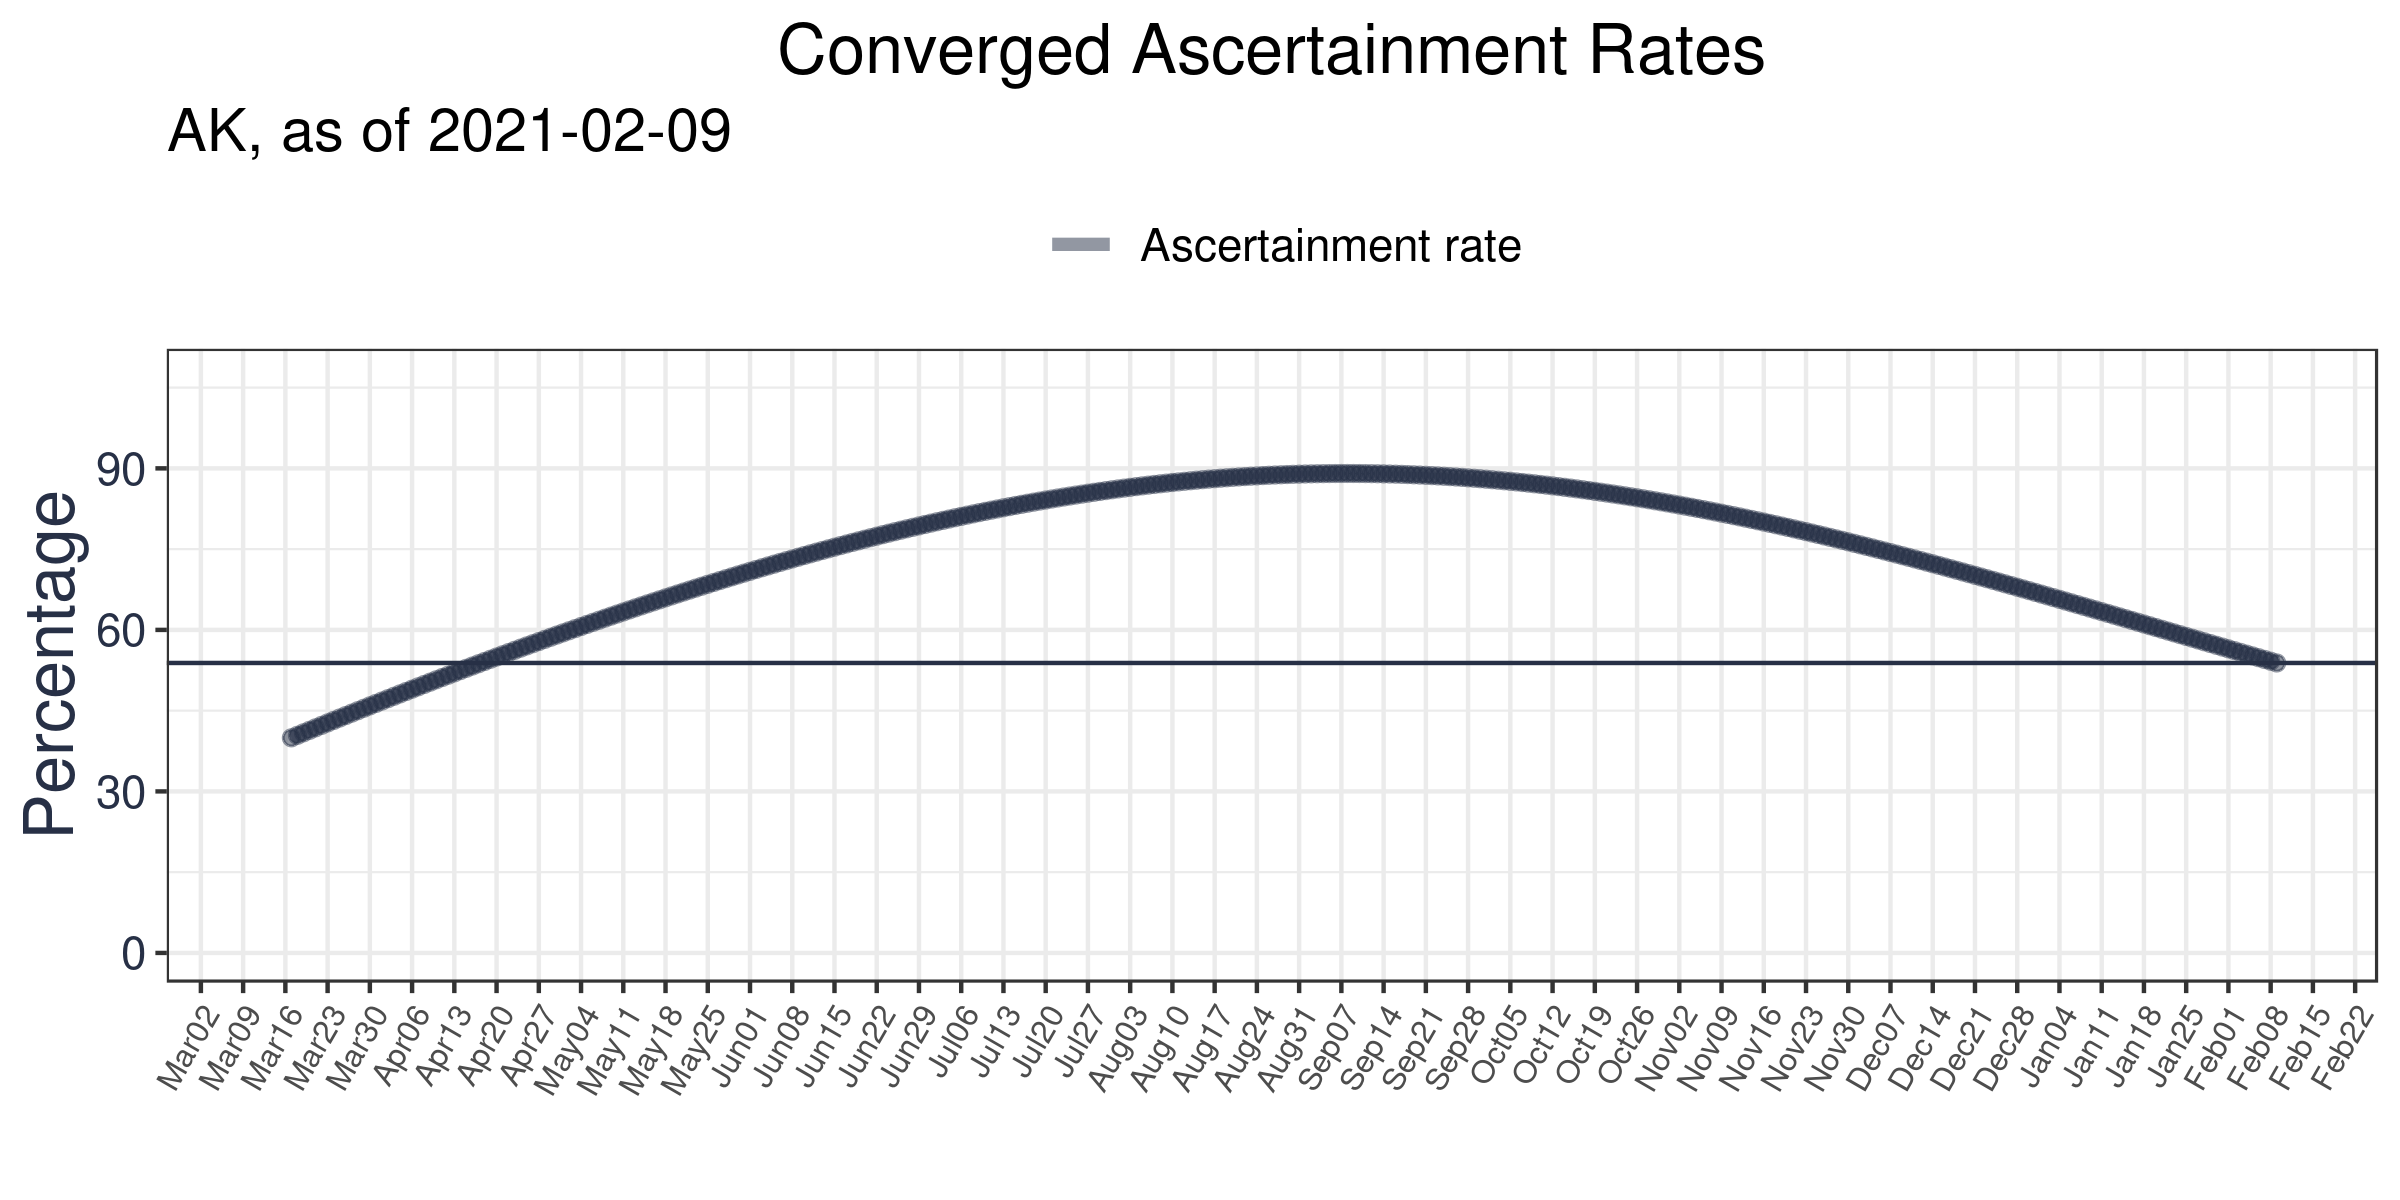 Converged Ascertainment Rates
AK, as of 2021-02-09
Ascertainment rate
Percentage
90
60
30
0
Mar02
Mar09
Mar16
Mar23
Mar30
Apr06
Apr13
Apr20
Apr27
May04
May11
May18
May25
Jun01
Jun08
Jun15
Jun22
Jun29
Jul06
Jul13
Jul20
Jul27
Aug03
Aug10
Aug17
Aug24
Aug31
Sep07
Sep14
Sep21
Sep28
Oct05
Oct12
Oct19
Oct26
Nov02
Nov09
Nov16
Nov23
Nov30
Dec07
Dec14
Dec21
Dec28
Jan04
Jan11
Jan18
Jan25
Feb01
Feb08
Feb15
Feb22